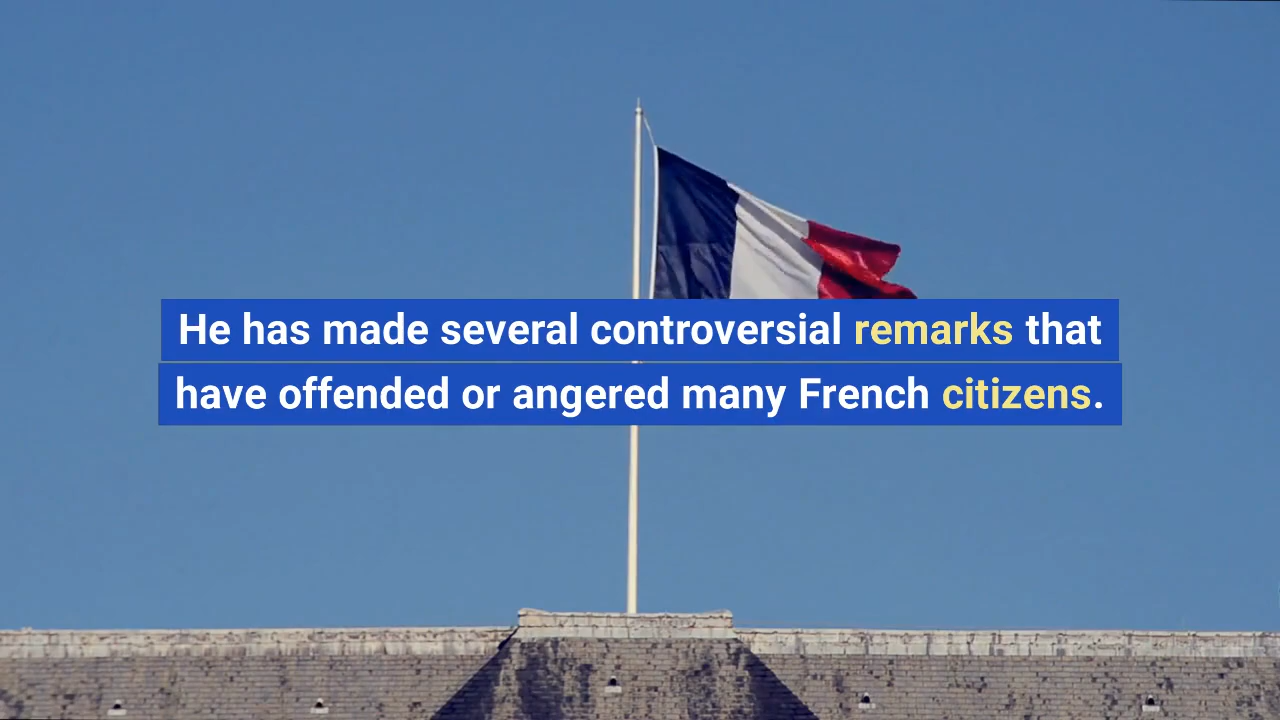 He has made several controversial remarks that
have offended or angered many French citizens.